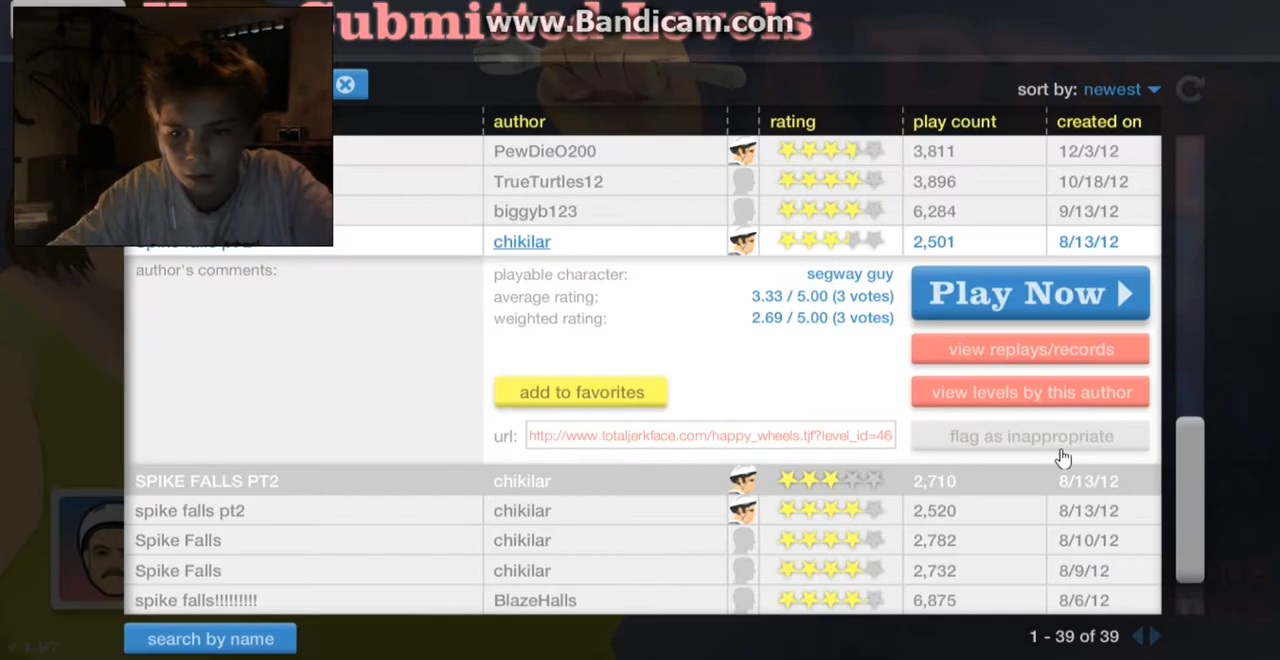 www.Bandicam.com
Submitted Levels
sort by: newest
author rating play count created on
PewDieO200 3,811 12/3/12
TrueTurtles12 3,896 10/18/12
biggyb123 6,284 9/13/12
chikilar 2,501 8/13/12
author's comments:
playable character: segway guy
average rating: 3.33 / 5.00 (3 votes)
weighted rating: 2.69 / 5.00 (3 votes)
Play Now
view replays/records
add to favorites
view levels by this author
url: http://www.totaljerkface.com/happy_wheels.tjf?level_id=46
flag as inappropriate
SPIKE FALLS PT2 chikilar 2,710 8/13/12
spike falls pt2 chikilar 2,520 8/13/12
Spike Falls chikilar 2,782 8/10/12
Spike Falls chikilar 2,732 8/9/12
spike falls!!!!!!!!! BlazeHalls 6,875 8/6/12
search by name
1 - 39 of 39